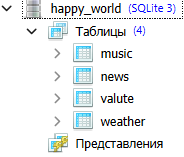 happy_world (SQLite 3)
Таблицы (4)
music
news
valute
weather
Представления